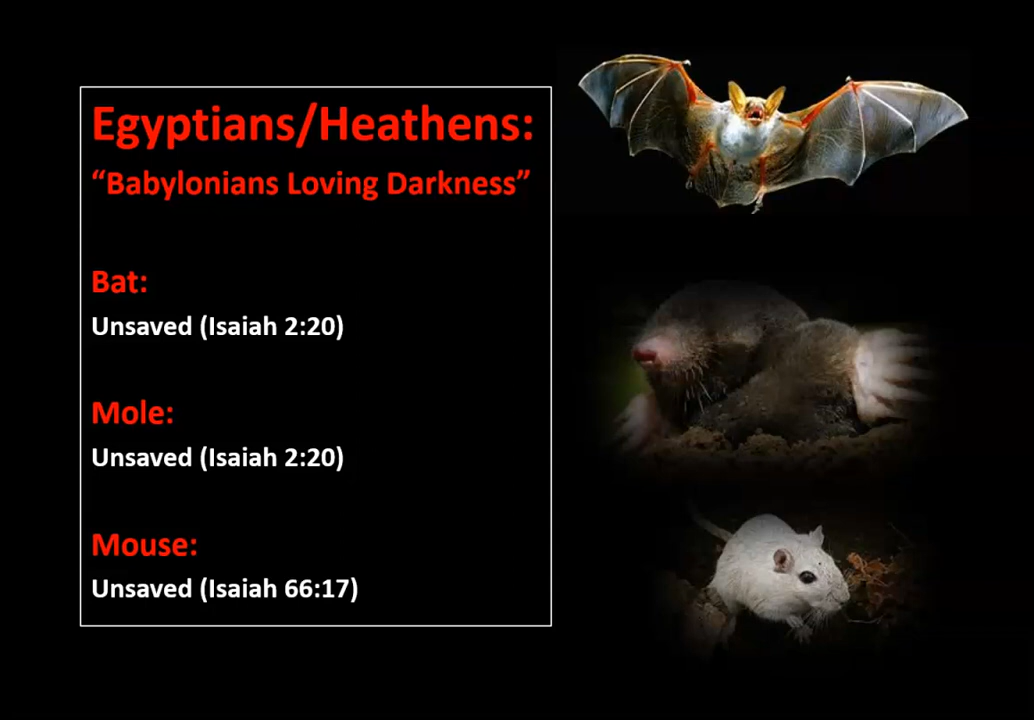 Egyptians/Heathens:
“Babylonians Loving Darkness”
Bat:
Unsaved (Isaiah 2:20)
Mole:
Unsaved (Isaiah 2:20)
Mouse:
Unsaved (Isaiah 66:17)